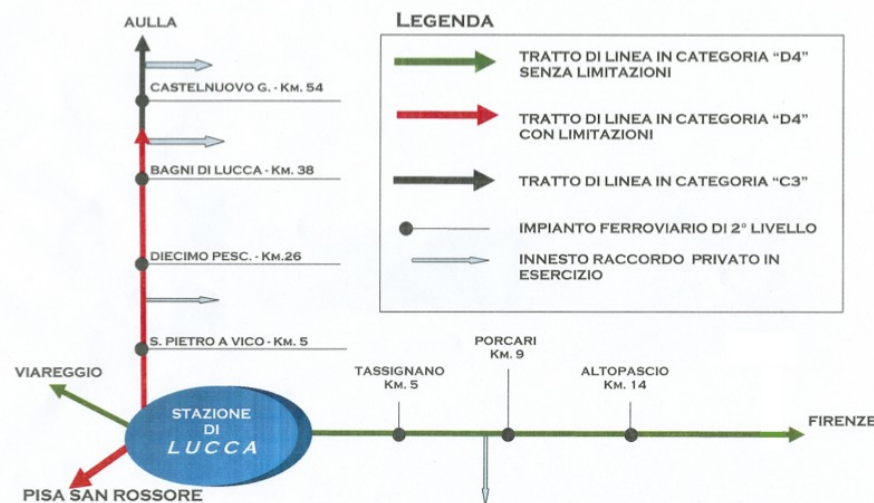 AULLA
CASTELNUOVO G. - KM. 54
BAGNI DI LUCCA - KM. 38
DIECIMO PESC. - KM.26
S. PIETRO A VICO - KM. 5
VIAREGGIO
STAZIONE
DI
LUCCA
PISA SAN ROSSORE
TASSIGNANO
KM. 5
PORCARI
KM. 9
ALTOPASCIO
KM. 14
FIRENZE
LEGENDA
TRATTO DI LINEA IN CATEGORIA “D4”
SENZA LIMITAZIONI
TRATTO DI LINEA IN CATEGORIA “D4”
CON LIMITAZIONI
TRATTO DI LINEA IN CATEGORIA “C3”
IMPIANTO FERROVIARIO DI 2° LIVELLO
INNESTO RACCORDO PRIVATO IN
ESERCIZIO